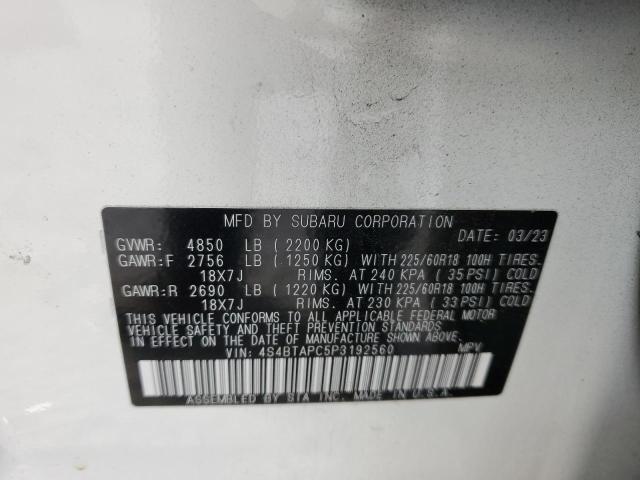 MFD BY SUBARU CORPORATION
DATE: 03/23
GVWR: 4850 LB (2200 KG)
GAWR:F 2756 LB (1250 KG) WITH 225/60R18 100H TIRES.
18X7J RIMS. AT 240 KPA (35 PSI) COLD
GAWR:R 2690 LB (1220 KG) WITH 225/60R18 100H TIRES.
18X7J RIMS. AT 230 KPA (33 PSI) COLD
THIS VEHICLE CONFORMS TO ALL APPLICABLE FEDERAL MOTOR
VEHICLE SAFETY AND THEFT PREVENTION STANDARDS IN EFFECT
ON THE DATE OF MANUFACTURE SHOWN ABOVE.
VIN: 4S4BTAPC5P3192560 MPV
ASSEMBLED BY SIA INC. MADE IN U.S.A.